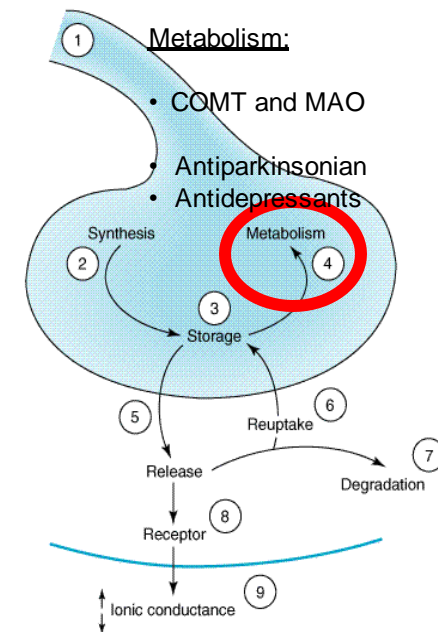 1
Metabolism:
• COMT and MAO
• Antiparkinsonian
• Antidepressants
Synthesis
Metabolism
2
4
3
Storage
5
6
Reuptake
7
Release
Degradation
8
Receptor
9
Ionic conductance